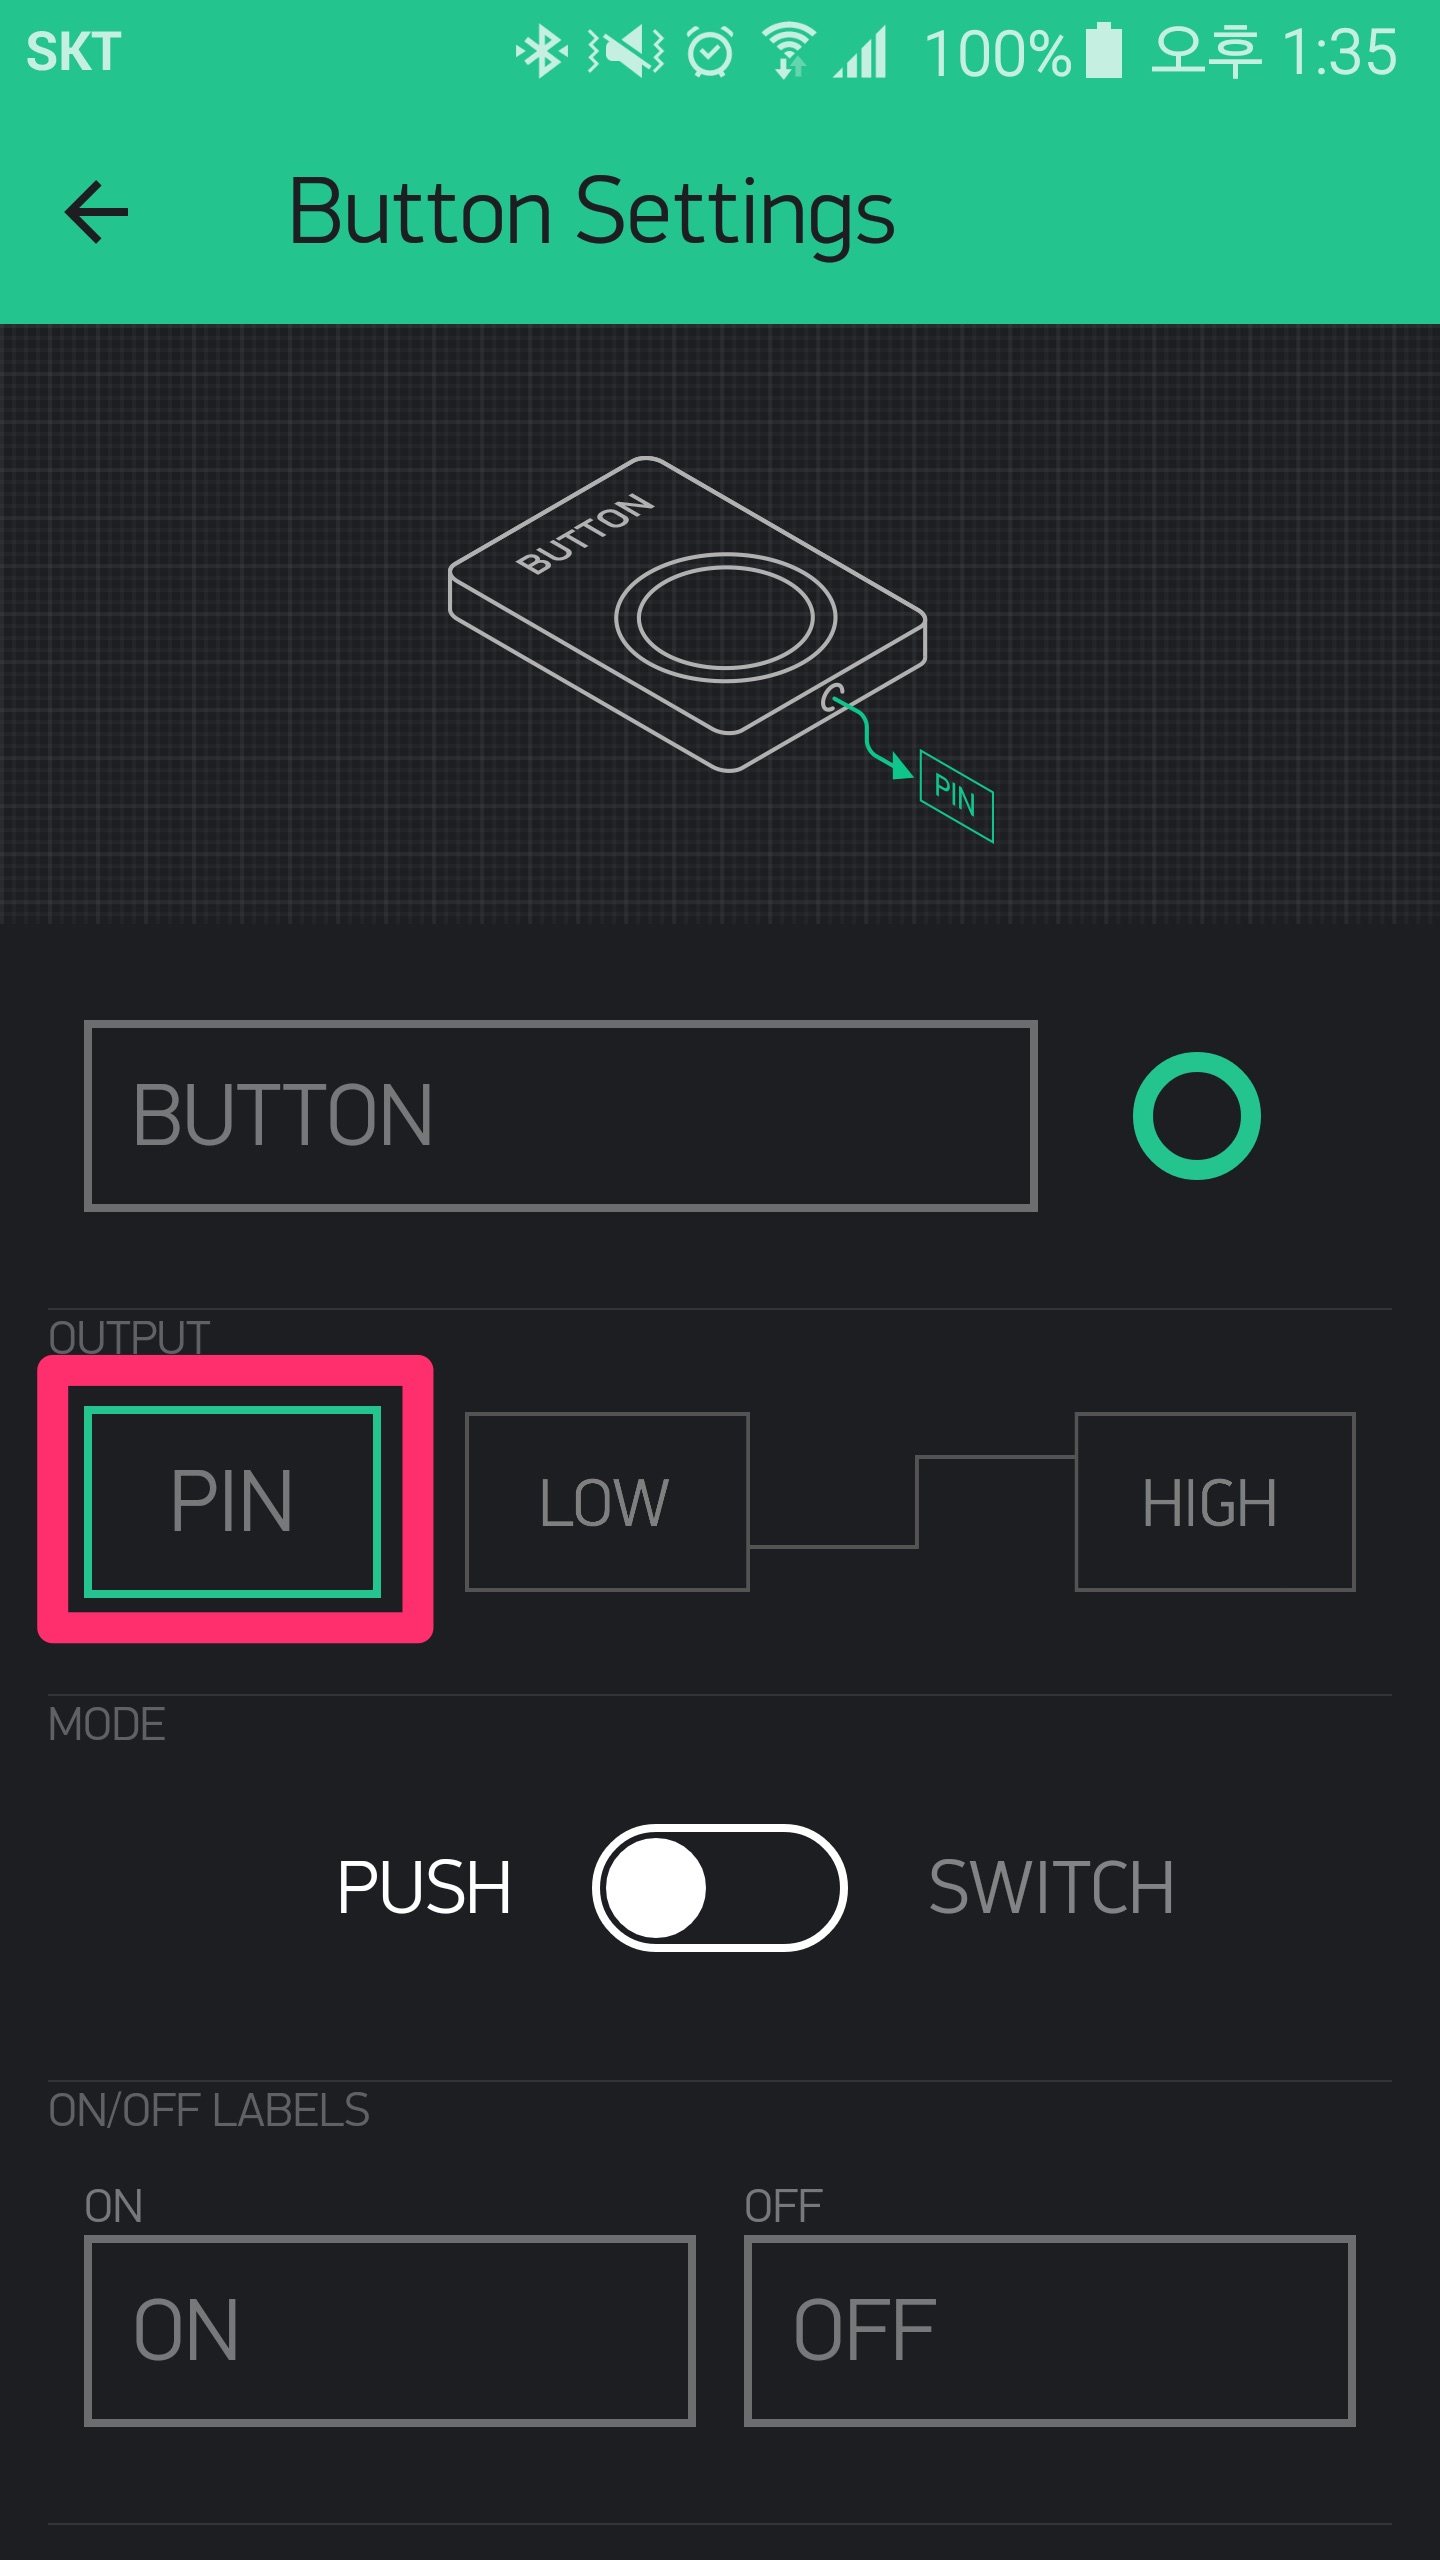 SKT 100% 오후 1:35
Button Settings
BUTTON
PIN
BUTTON
OUTPUT
PIN LOW HIGH
MODE
PUSH SWITCH
ON/OFF LABELS
ON OFF
ON OFF